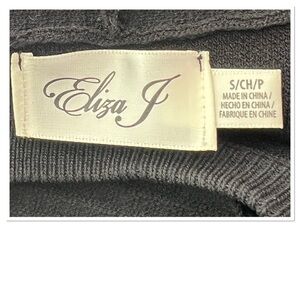 Eliza J
S/CH/P
MADE IN CHINA/
HECHO EN CHINA/
FABRIQUE EN CHINE